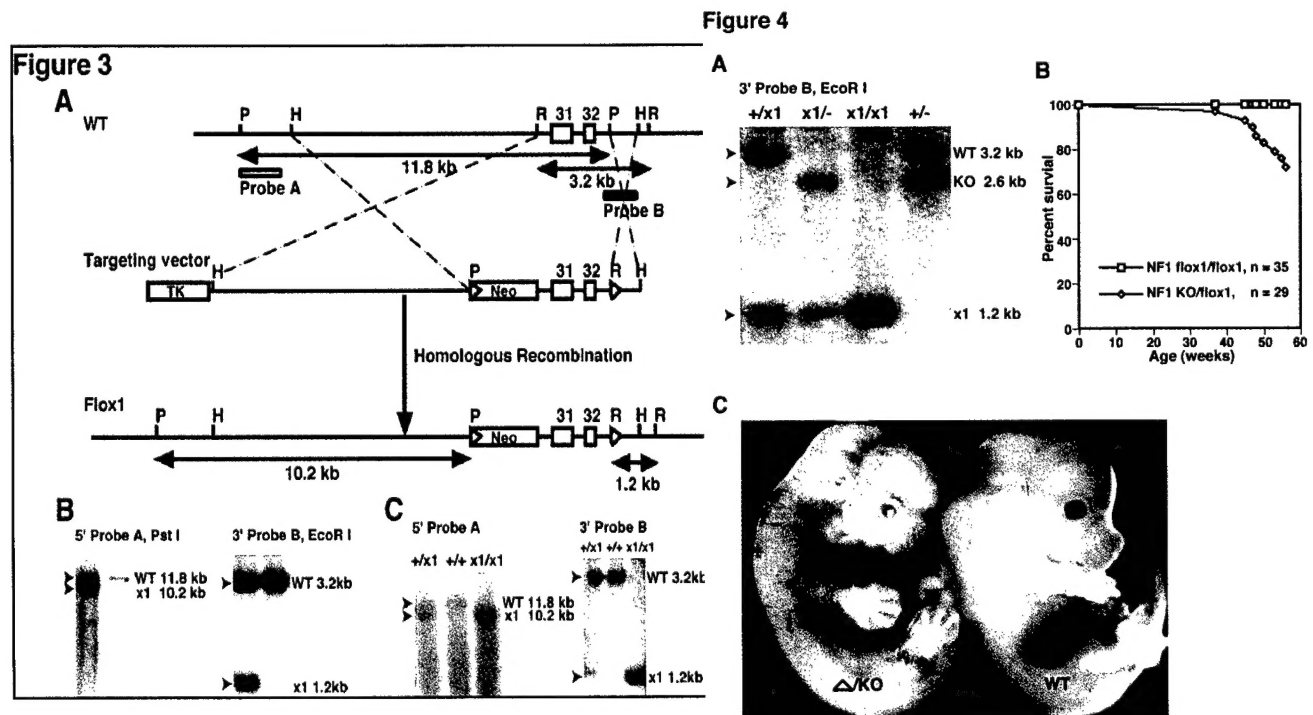 Figure 3
A
WT
P H R 31 32 P H R
11.8 kb
3.2 kb
Probe A
Probe B
Targeting vector
H P 31 32 R H
TK Neo
Homologous Recombination
Flox1
P H P 31 32 R H R
Neo
10.2 kb
1.2 kb
B
5' Probe A, Pst I
WT 11.8 kb
x1 10.2 kb
3' Probe B, EcoR I
WT 3.2kb
x1 1.2kb
C
5' Probe A
+/x1 +/+ x1/x1
WT 11.8 kb
x1 10.2 kb
3' Probe B
+/x1 +/+ x1/x1
WT 3.2kb
x1 1.2kb
Figure 4
A
3' Probe B, EcoR I
+/x1 x1/- x1/x1 +/-
WT 3.2 kb
KO 2.6 kb
x1 1.2 kb
B
Percent survival
100
80
60
40
20
0
NF1 flox1/flox1, n = 35
NF1 KO/flox1, n = 29
0 10 20 30 40 50 60
Age (weeks)
C
△/KO
WT